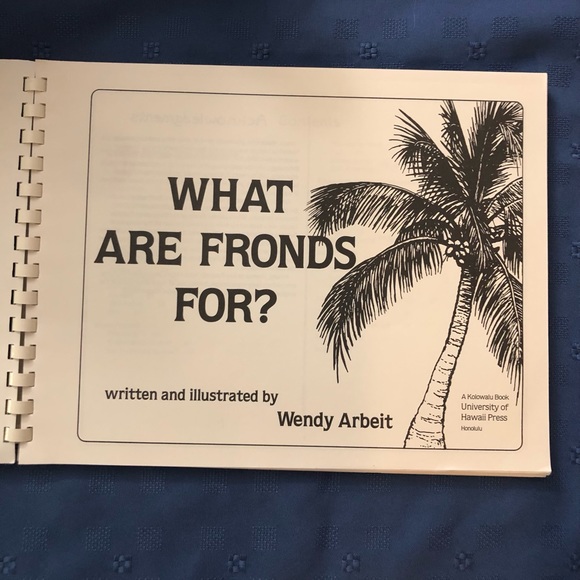 WHAT
ARE FRONDS
FOR?
written and illustrated by
Wendy Arbeit
A Kolowalu Book
University of
Hawaii Press
Honolulu